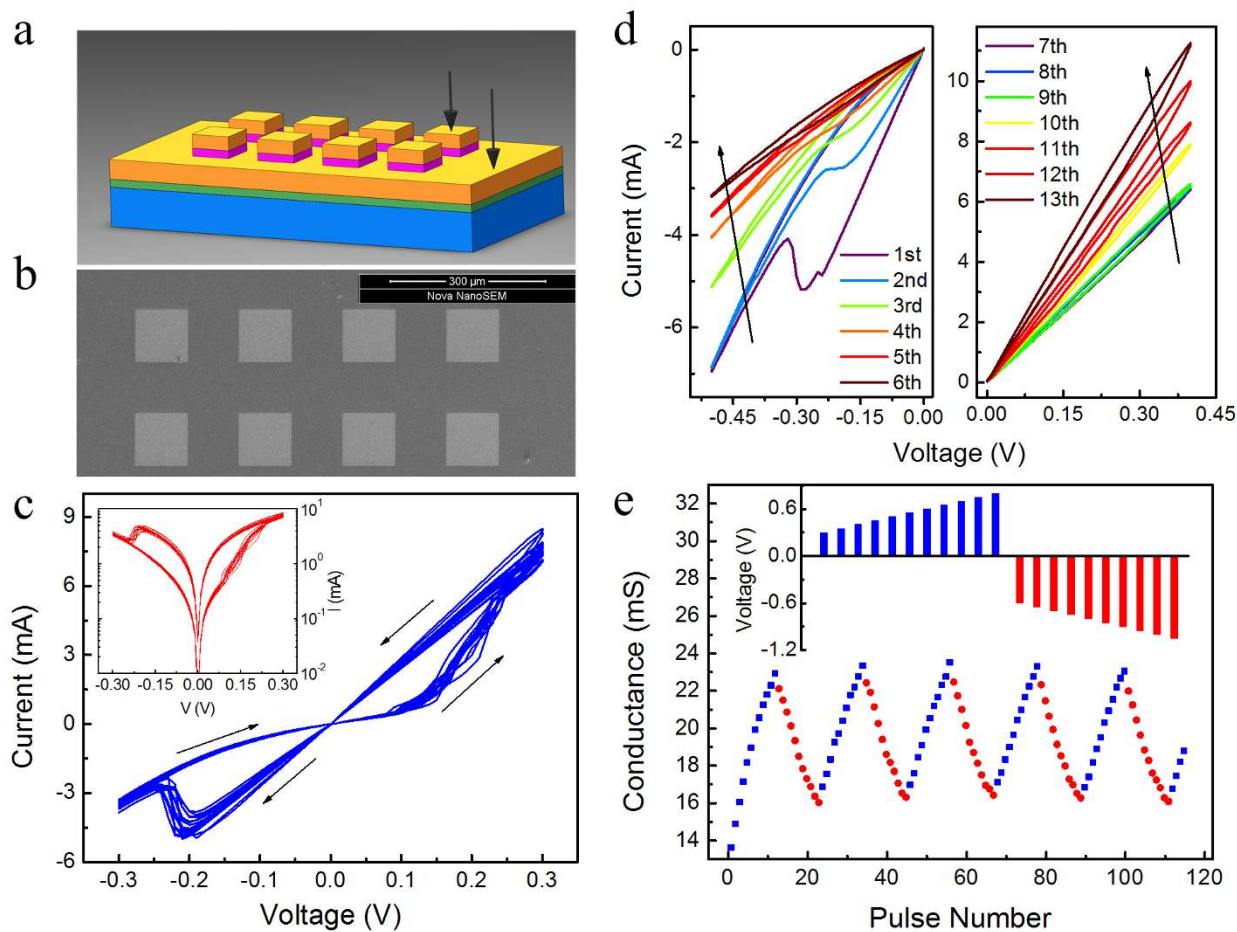 a
b
300 µm
Nova NanoSEM
c
9
6
3
0
-3
-6
Current (mA)
-0.3
-0.2
-0.1
0.0
0.1
0.2
0.3
Voltage (V)
10^1
10^0
10^-1
10^-2
I (mA)
-0.30
-0.15
0.00
0.15
0.30
V (V)
d
0
-2
-4
-6
Current (mA)
1st
2nd
3rd
4th
5th
6th
-0.45
-0.30
-0.15
0.00
7th
8th
9th
10th
11th
12th
13th
10
8
6
4
2
0
0.00
0.15
0.30
0.45
Voltage (V)
e
32
30
28
26
24
22
20
18
16
14
Conductance (mS)
0.6
0.0
-0.6
-1.2
Voltage (V)
0
20
40
60
80
100
120
Pulse Number